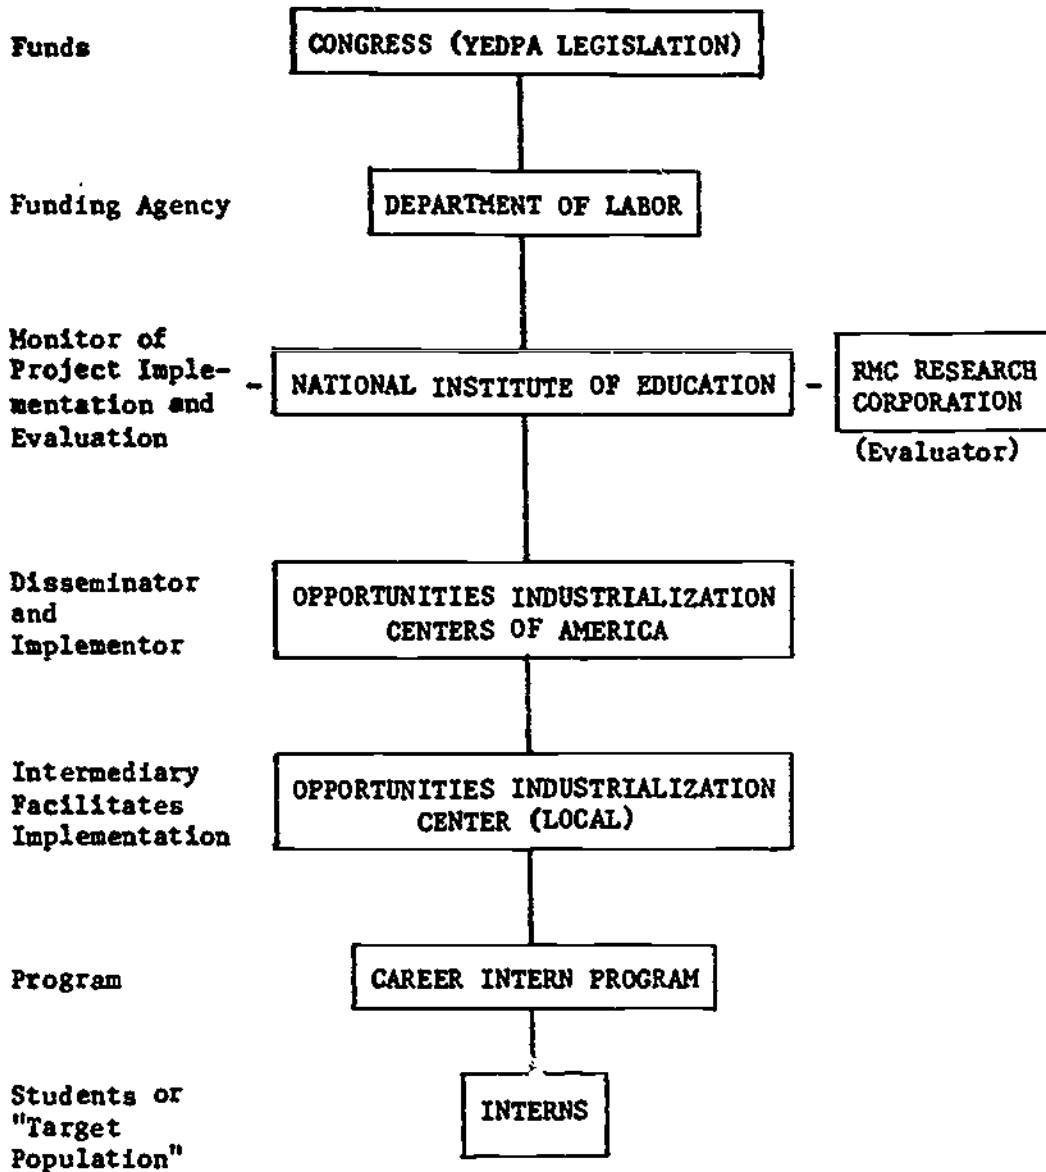 Funds
CONGRESS (YEDPA LEGISLATION)
Funding Agency
DEPARTMENT OF LABOR
Monitor of
Project Imple-
mentation and
Evaluation
NATIONAL INSTITUTE OF EDUCATION
RMC RESEARCH
CORPORATION
(Evaluator)
Disseminator
and
Implementor
OPPORTUNITIES INDUSTRIALIZATION
CENTERS OF AMERICA
Intermediary
Facilitates
Implementation
OPPORTUNITIES INDUSTRIALIZATION
CENTER (LOCAL)
Program
CAREER INTERN PROGRAM
Students or
"Target
Population"
INTERNS